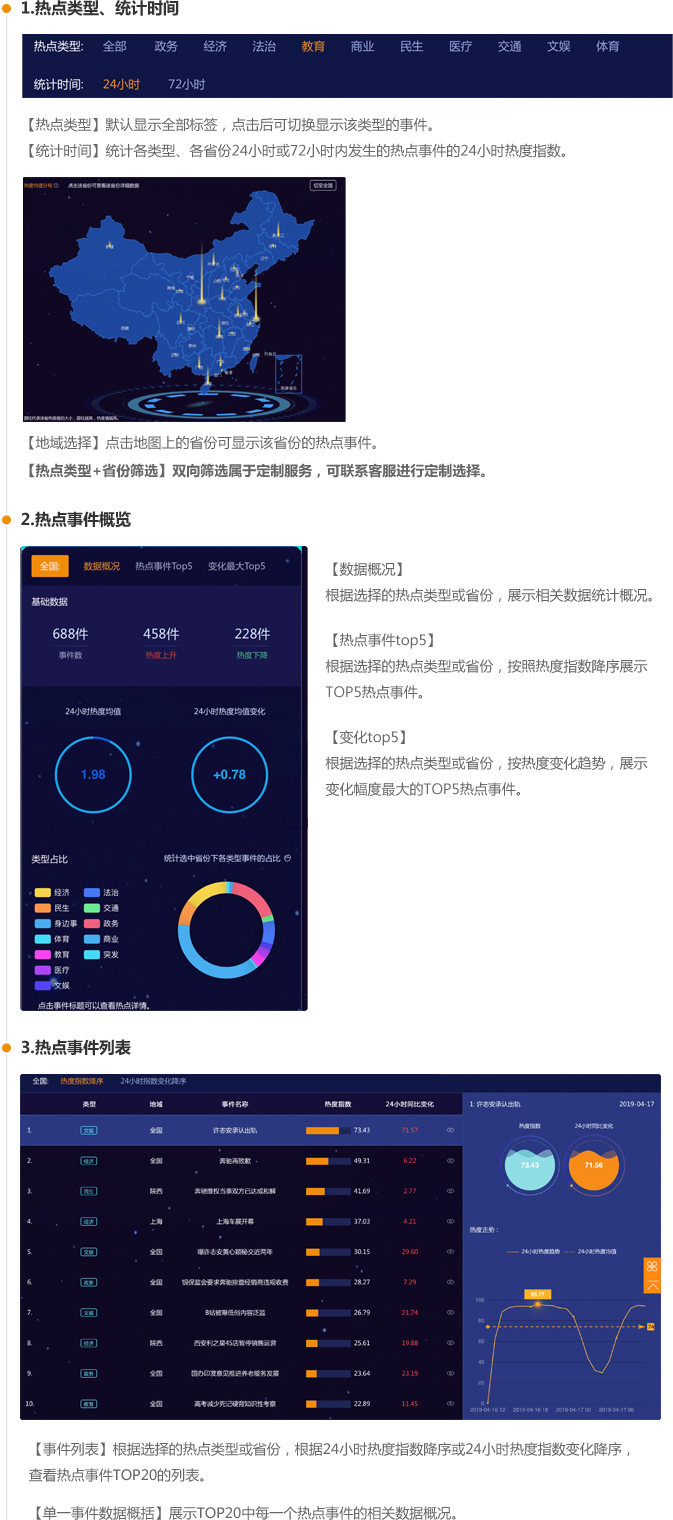 1.热点类型、统计时间
热点类型: 全部 政务 经济 法治 教育 商业 民生 医疗 交通 文娱 体育
统计时间: 24小时 72小时
【热点类型】默认显示全部标签，点击后可切换显示该类型的事件。
【统计时间】统计各类型、各省份24小时或72小时内发生的热点事件的24小时热度指数。
热度均值分布 点击该省份可查看该省份详细数据 切至全国
新疆
西藏
钓鱼岛
南海诸岛
【地域选择】点击地图上的省份可显示该省份的热点事件。
【热点类型+省份筛选】双向筛选属于定制服务，可联系客服进行定制选择。
2.热点事件概览
全国: 数据概况 热点事件Top5 变化最大Top5
基础数据
688件 458件 228件
事件数 热度上升 热度下降
24小时热度均值 24小时热度均值变化
1.98 +0.78
类型占比 统计选中省份下各类型事件的占比
经济 法治
民生 交通
身边事 政务
体育 商业
教育 突发
医疗
文娱
点击事件标题可以查看热点详情。
【数据概况】
根据选择的热点类型或省份，展示相关数据统计概况。
【热点事件top5】
根据选择的热点类型或省份，按照热度指数降序展示
TOP5热点事件。
【变化top5】
根据选择的热点类型或省份，按热度变化趋势，展示
变化幅度最大的TOP5热点事件。
3.热点事件列表
全国: 热度指数降序 24小时指数变化降序
类型 地域 事件名称 热度指数 24小时同比变化
1. 文娱 全国 许志安承认出轨 73.43 71.57
2. 经济 全国 奔驰再致歉 49.31 6.22
3. 民生 陕西 奔驰维权当事双方已达成和解 41.69 2.77
4. 经济 上海 上海车展开幕 37.03 4.21
5. 文娱 全国 曝许志安黄心颖秘交近两年 30.15 29.60
6. 政务 全国 银保监会要求奔驰排查经销商违规收费 28.27 7.29
7. 文娱 全国 B站被曝低俗内容泛滥 26.79 21.74
8. 经济 陕西 西安利之星4S店暂停销售运营 25.61 19.88
9. 政务 全国 国办印发意见推进养老服务发展 23.64 23.19
10. 教育 全国 高考减少死记硬背知识性考察 22.89 11.45
1. 许志安承认出轨 2019-04-17
热度指数 24小时同比变化
73.43 71.56
热度走势：
24小时热度趋势 24小时热度均值
100
80
60
40
20
0
95.77
74
2019-04-16 12 2019-04-16 18 2019-04-17 00 2019-04-17 06
【事件列表】根据选择的热点类型或省份，根据24小时热度指数降序或24小时热度指数变化降序，
查看热点事件TOP20的列表。
【单一事件数据概括】展示TOP20中每一个热点事件的相关数据概况。